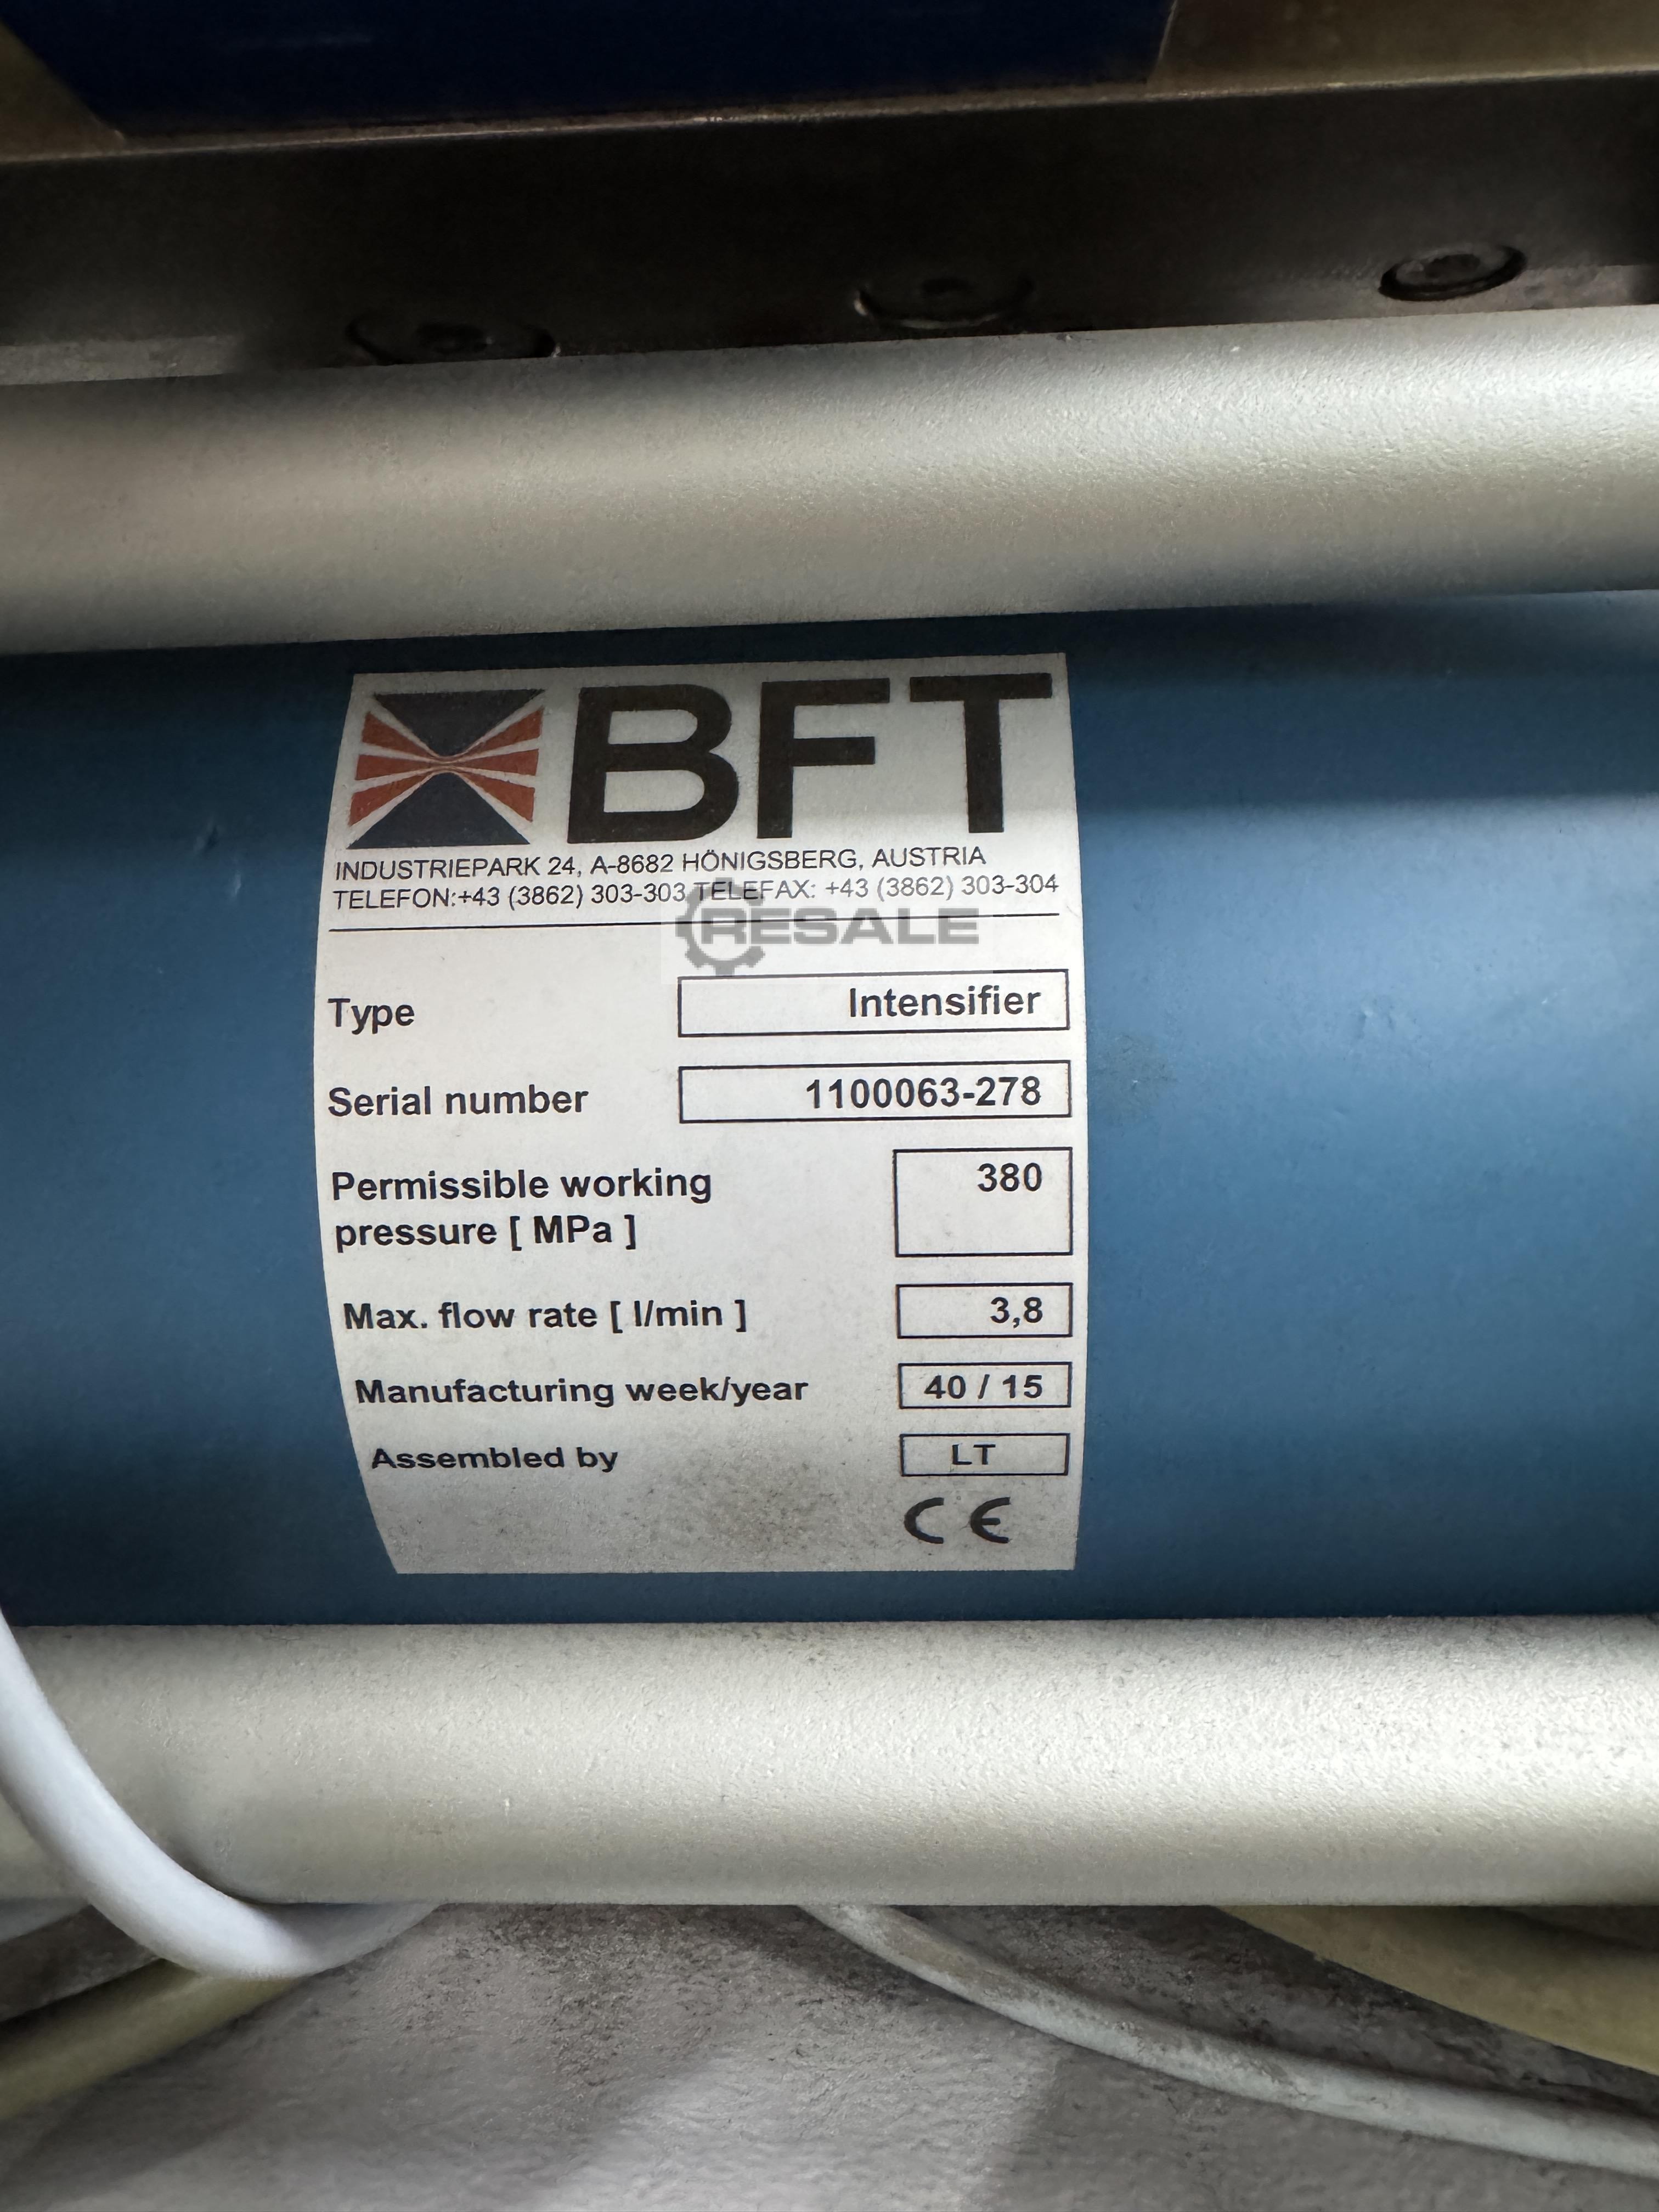 BFT
INDUSTRIEPARK 24, A-8682 HÖNIGSBERG, AUSTRIA
TELEFON:+43 (3862) 303-303 TELEFAX: +43 (3862) 303-304
RESALE
Type Intensifier
Serial number 1100063-278
Permissible working 380
pressure [ MPa ]
Max. flow rate [ l/min ] 3,8
Manufacturing week/year 40 / 15
Assembled by LT
CE